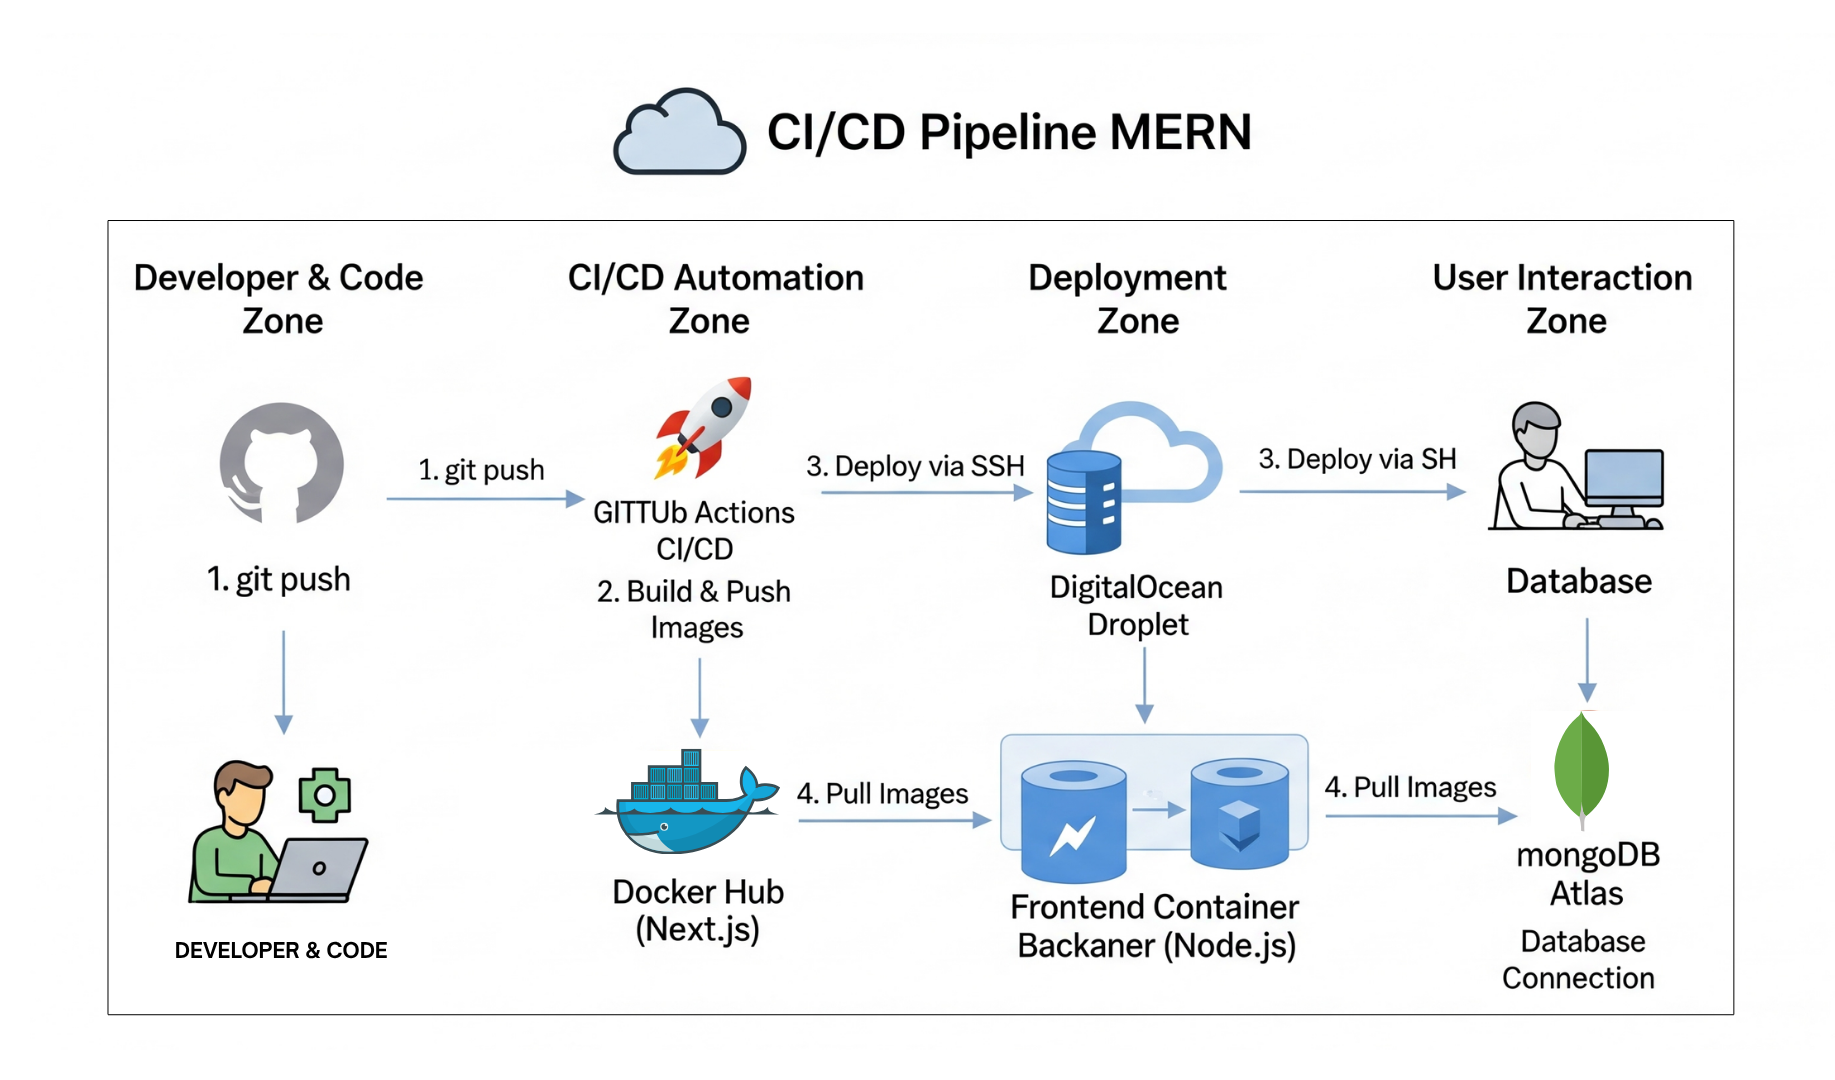 CI/CD Pipeline MERN
Developer & Code
Zone
CI/CD Automation
Zone
Deployment
Zone
User Interaction
Zone
1. git push
1. git push
GITTUb Actions
CI/CD
2. Build & Push
Images
3. Deploy via SSH
DigitalOcean
Droplet
3. Deploy via SH
Database
DEVELOPER & CODE
Docker Hub
(Next.js)
4. Pull Images
Frontend Container
Backaner (Node.js)
4. Pull Images
mongoDB
Atlas
Database
Connection